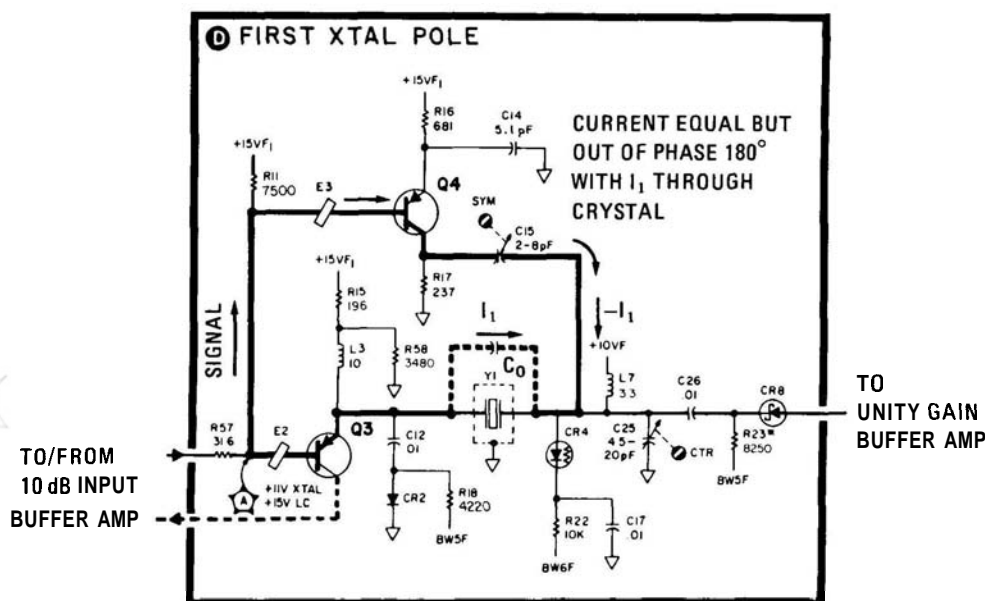 D FIRST XTAL POLE
+15VF1
R16
681
C14
5.1pF
CURRENT EQUAL BUT
OUT OF PHASE 180°
WITH I1 THROUGH
CRYSTAL
+15VF1
R11
7500
E3
Q4
SYM
C15
2-8pF
+15VF1
R15
196
R17
237
SIGNAL
I1
-I1
+10VF
L3
10
R58
3480
C0
Y1
L7
33
C26
.01
CR8
TO
UNITY GAIN
BUFFER AMP
R57
316
E2
Q3
TO/FROM
10 dB INPUT
BUFFER AMP
A
+11V XTAL
+15V LC
C12
.01
CR2
R18
4220
BW5F
CR4
C25
4.5-
20pF
CTR
R23*
8250
BW5F
R22
10K
C17
.01
BW6F